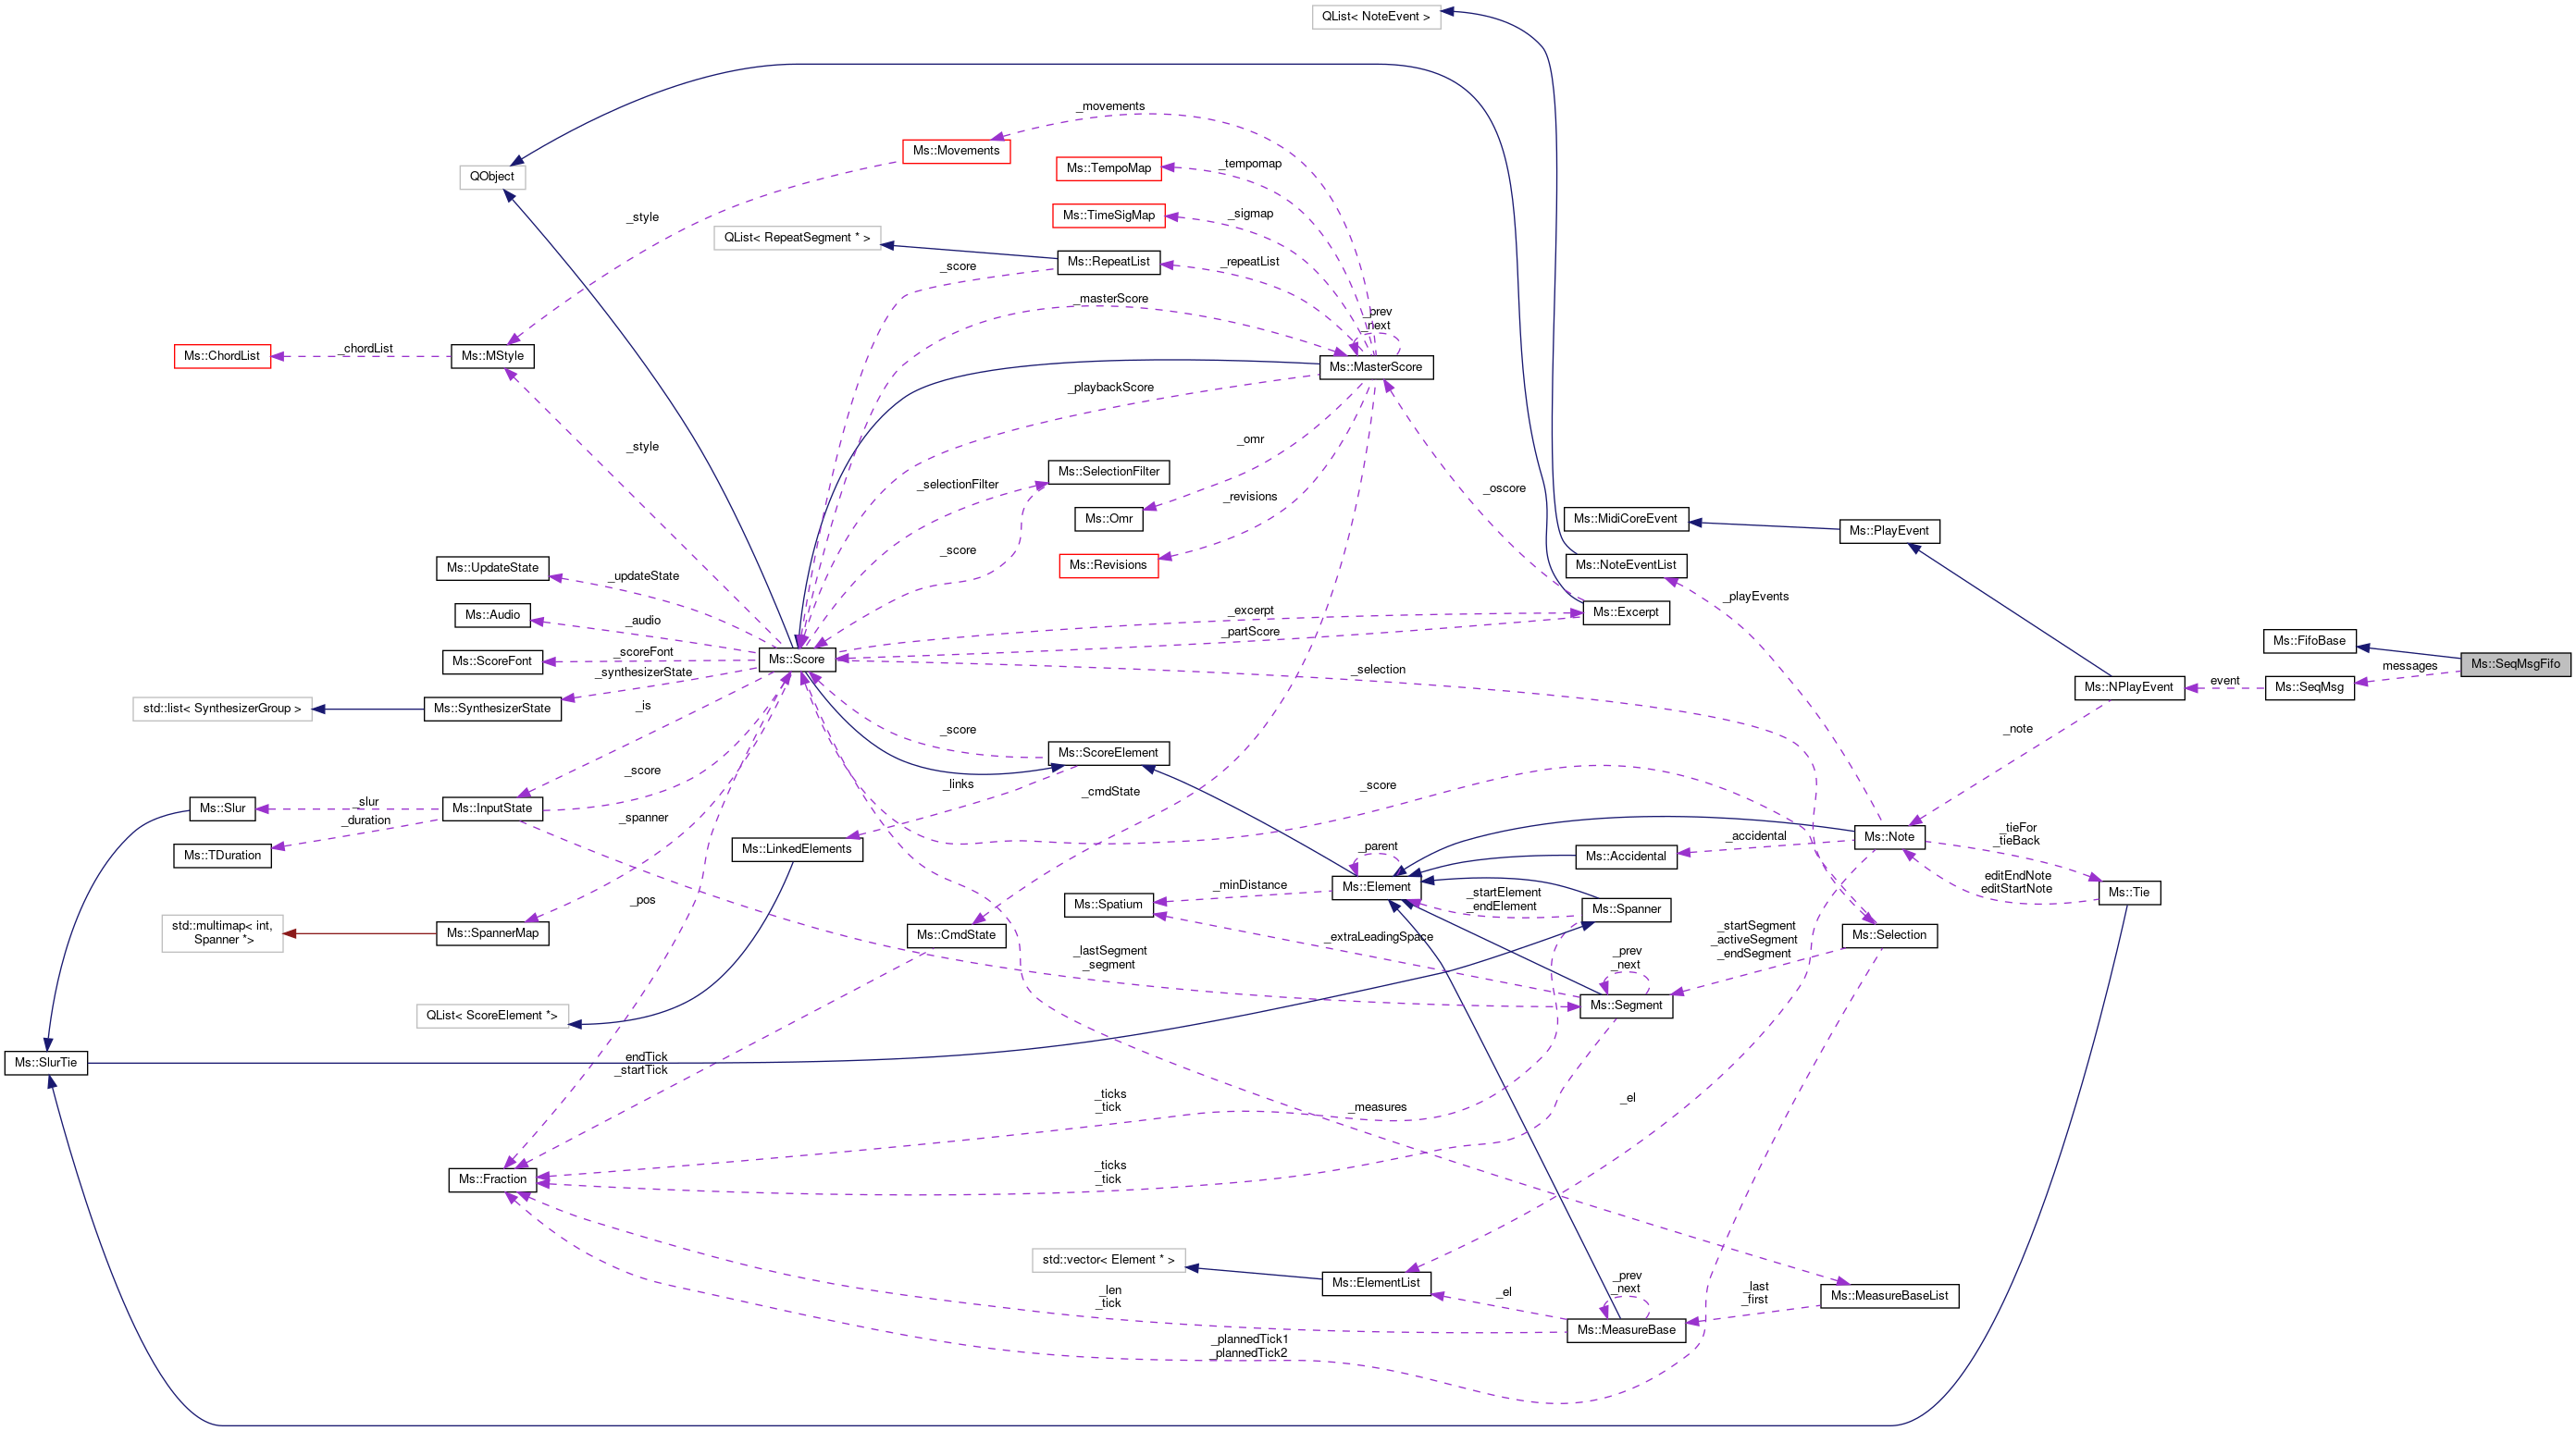 QList< NoteEvent >
_movements
Ms::Movements
_tempomap
Ms::TempoMap
QObject
_style
_sigmap
Ms::TimeSigMap
QList< RepeatSegment * >
Ms::RepeatList
_repeatList
_score
_masterScore
_prev
_next
Ms::ChordList
_chordList
Ms::MStyle
Ms::MasterScore
_playbackScore
_style
_omr
Ms::SelectionFilter
_selectionFilter
_revisions
_oscore
Ms::Omr
Ms::MidiCoreEvent
Ms::PlayEvent
_score
Ms::Revisions
Ms::NoteEventList
Ms::UpdateState
_updateState
_playEvents
Ms::Audio
_audio
_excerpt
Ms::Excerpt
_partScore
Ms::FifoBase
Ms::ScoreFont
_scoreFont
Ms::Score
_selection
messages
Ms::SeqMsgFifo
_synthesizerState
event
Ms::NPlayEvent
Ms::SeqMsg
std::list< SynthesizerGroup >
Ms::SynthesizerState
_is
_note
_score
Ms::ScoreElement
_score
_links
_cmdState
_score
Ms::Slur
_slur
Ms::InputState
_duration
_spanner
_tieFor
_tieBack
_accidental
Ms::Note
Ms::TDuration
Ms::LinkedElements
_parent
Ms::Accidental
editEndNote
editStartNote
Ms::Element
_minDistance
_startElement
_endElement
Ms::Tie
_pos
Ms::Spatium
Ms::Spanner
std::multimap< int,
Spanner *>
Ms::SpannerMap
Ms::CmdState
_extraLeadingSpace
_startSegment
_activeSegment
_endSegment
Ms::Selection
_lastSegment
_segment
_prev
_next
QList< ScoreElement *>
Ms::Segment
Ms::SlurTie
_endTick
_startTick
_ticks
_tick
_measures
_el
_ticks
_tick
Ms::Fraction
std::vector< Element * >
Ms::ElementList
_len
_tick
_el
_prev
_next
_last
_first
Ms::MeasureBaseList
Ms::MeasureBase
_plannedTick1
_plannedTick2